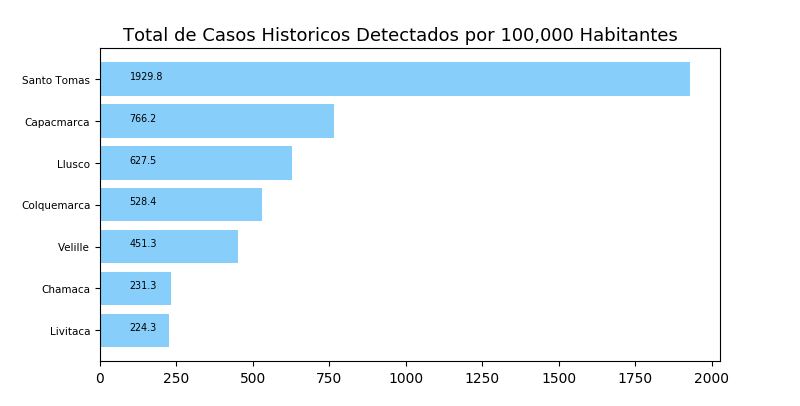 Total de Casos Historicos Detectados por 100,000 Habitantes
Santo Tomas 1929.8
Capacmarca 766.2
Llusco 627.5
Colquemarca 528.4
Velille 451.3
Chamaca 231.3
Livitaca 224.3
0 250 500 750 1000 1250 1500 1750 2000